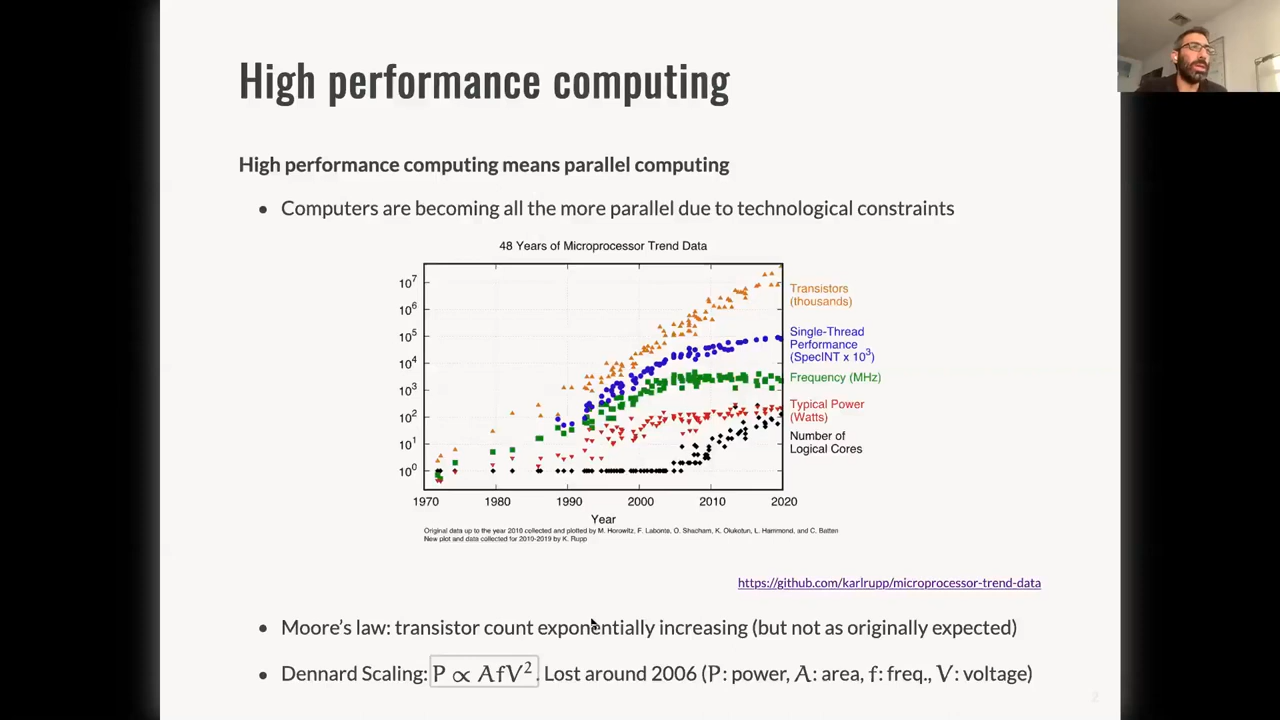 High performance computing
High performance computing means parallel computing
• Computers are becoming all the more parallel due to technological constraints
48 Years of Microprocessor Trend Data
10^7
10^6
10^5
10^4
10^3
10^2
10^1
10^0
Transistors
(thousands)
Single-Thread
Performance
(SpecINT x 10^3)
Frequency (MHz)
Typical Power
(Watts)
Number of
Logical Cores
1970 1980 1990 2000 2010 2020
Year
Original data up to the year 2010 collected and plotted by M. Horowitz, F. Labonte, O. Shacham, K. Olukotun, L. Hammond, and C. Batten
New plot and data collected for 2010-2019 by K. Rupp
https://github.com/karlrupp/microprocessor-trend-data
• Moore's law: transistor count exponentially increasing (but not as originally expected)
• Dennard Scaling: P ∝ AfV². Lost around 2006 (P: power, A: area, f: freq., V: voltage)
2